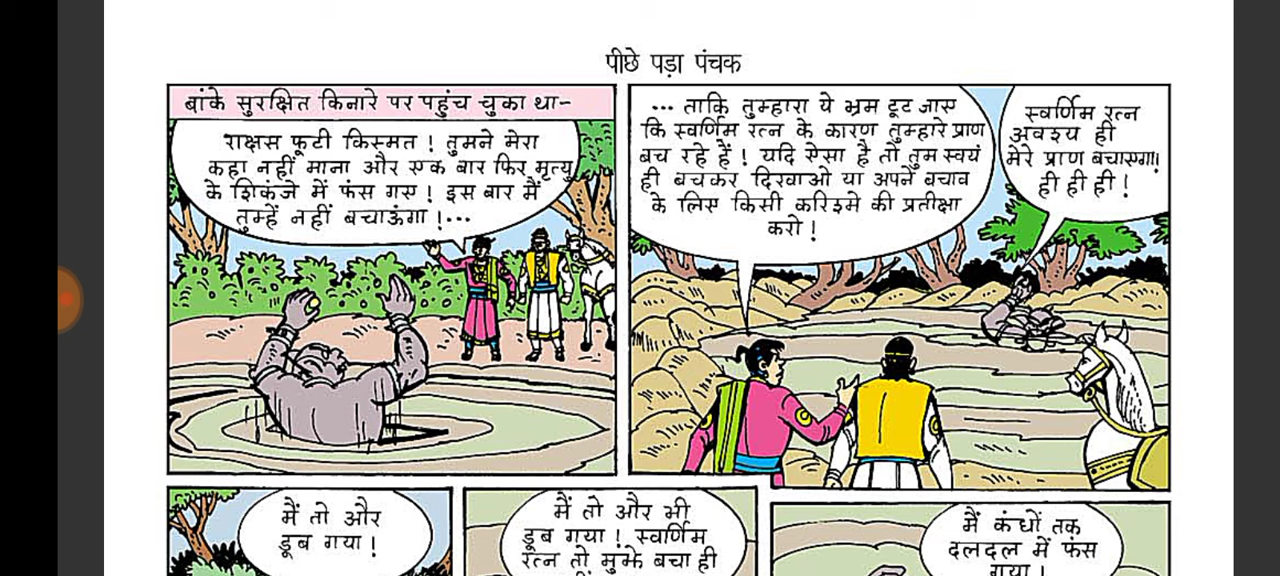 पीछे पड़ा पंचक
बांके सुरक्षित किनारे पर पहुंच चुका था-
राक्षस फूटी किस्मत ! तुमने मेरा
कहा नहीं माना और एक बार फिर मृत्यु
के शिकंजे में फंस गए ! इस बार मैं
तुम्हें नहीं बचाऊंगा !...
... ताकि तुम्हारा ये भ्रम टूट जाए
कि स्वर्णिम रत्न के कारण तुम्हारे प्राण
बच रहे हैं ! यदि ऐसा है तो तुम स्वयं
ही बचकर दिखाओ या अपने बचाव
के लिए किसी करिश्मे की प्रतीक्षा
करो !
स्वर्णिम रत्न
अवश्य ही
मेरे प्राण बचाएगा!
ही ही ही !
मैं तो और
डूब गया !
मैं तो और भी
डूब गया ! स्वर्णिम
रत्न तो मुझे बचा ही
मैं कंधों तक
दलदल में फंस
गया !